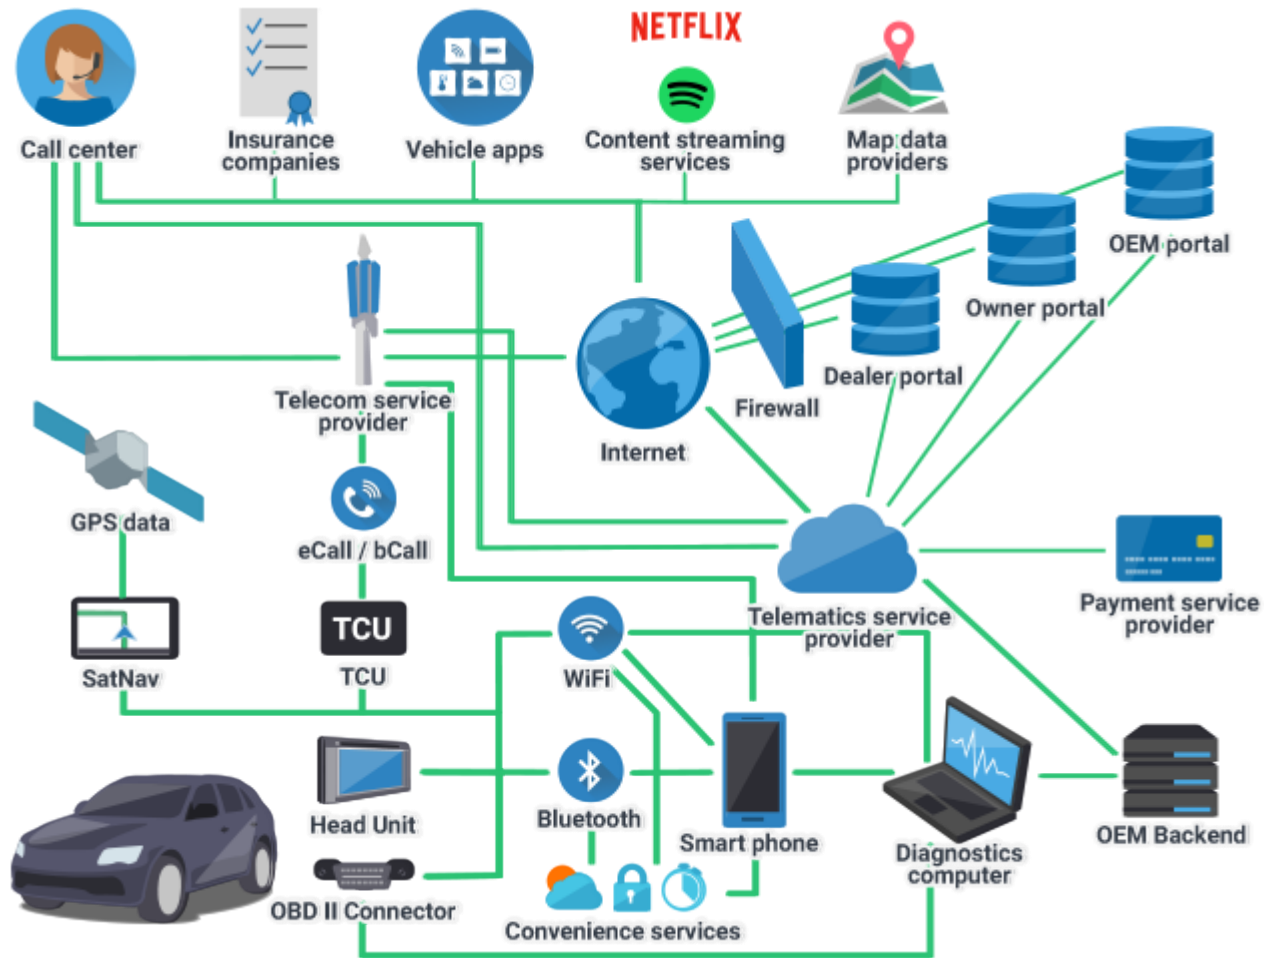 NETFLIX
Call center
Insurance
companies
Vehicle apps
Content streaming
services
Map data
providers
OEM portal
Owner portal
Dealer portal
Firewall
Internet
Telecom service
provider
GPS data
eCall / bCall
TCU
TCU
SatNav
WiFi
Telematics service
provider
Payment service
provider
Head Unit
Bluetooth
Smart phone
Diagnostics
computer
OEM Backend
OBD II Connector
Convenience services